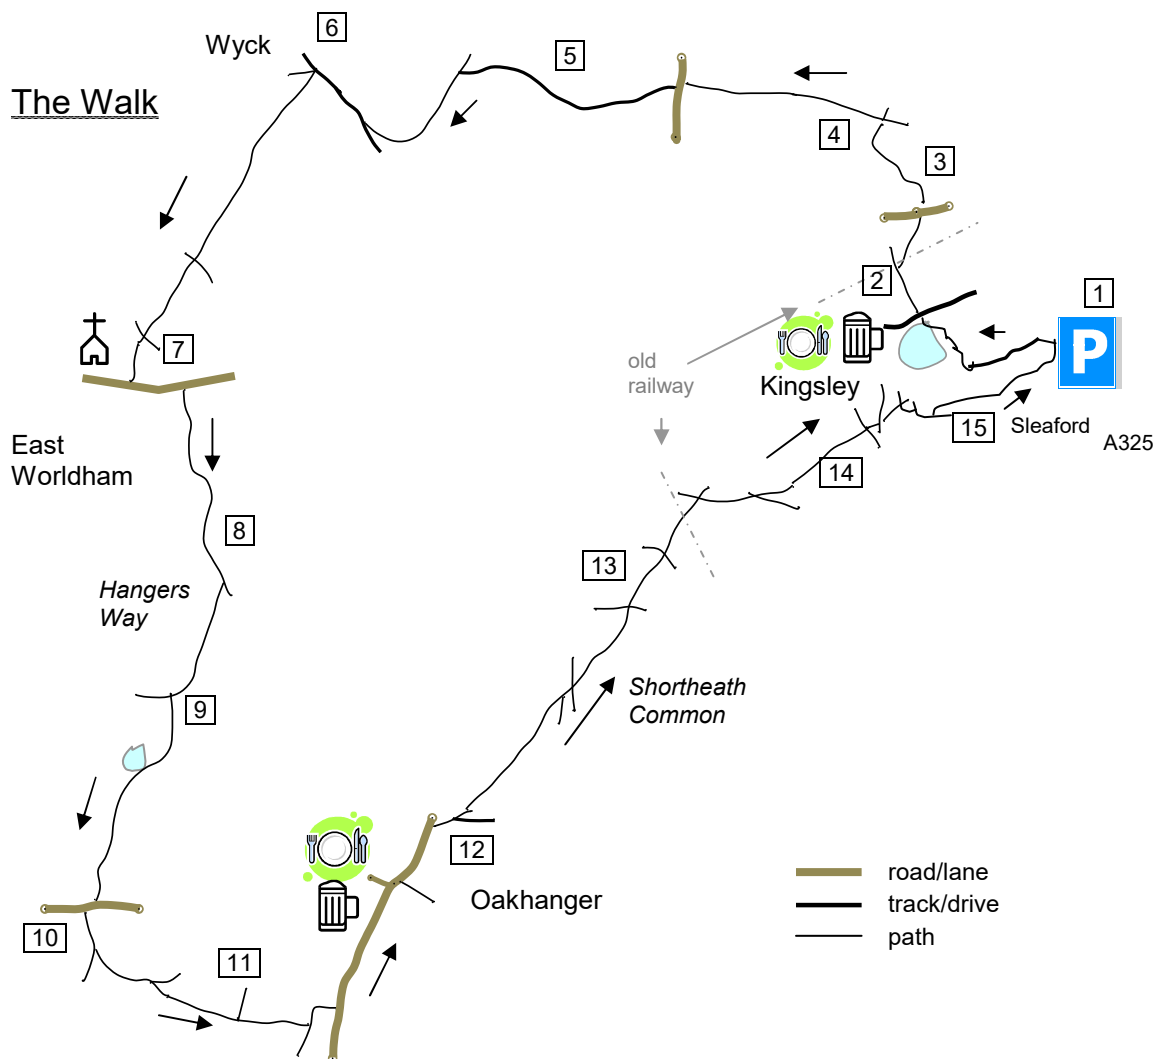 6
Wyck
5
The Walk
4
3
2
1
P
7
old
railway
Kingsley
15
Sleaford
A325
East
Worldham
14
8
13
Hangers
Way
9
Shortheath
Common
12
Oakhanger
10
11
road/lane
track/drive
path